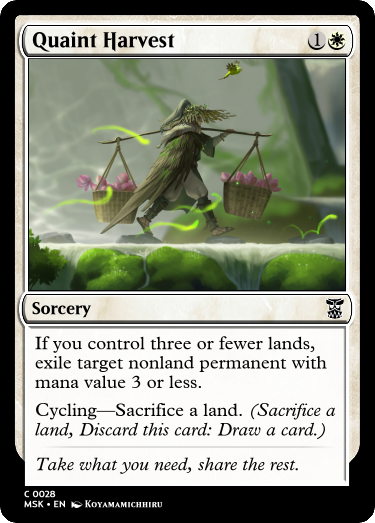 Quaint Harvest 1
Sorcery
If you control three or fewer lands,
exile target nonland permanent with
mana value 3 or less.
Cycling—Sacrifice a land. (Sacrifice a
land, Discard this card: Draw a card.)
Take what you need, share the rest.
C 0028
MSK • EN KOYAMAMICHHIRU